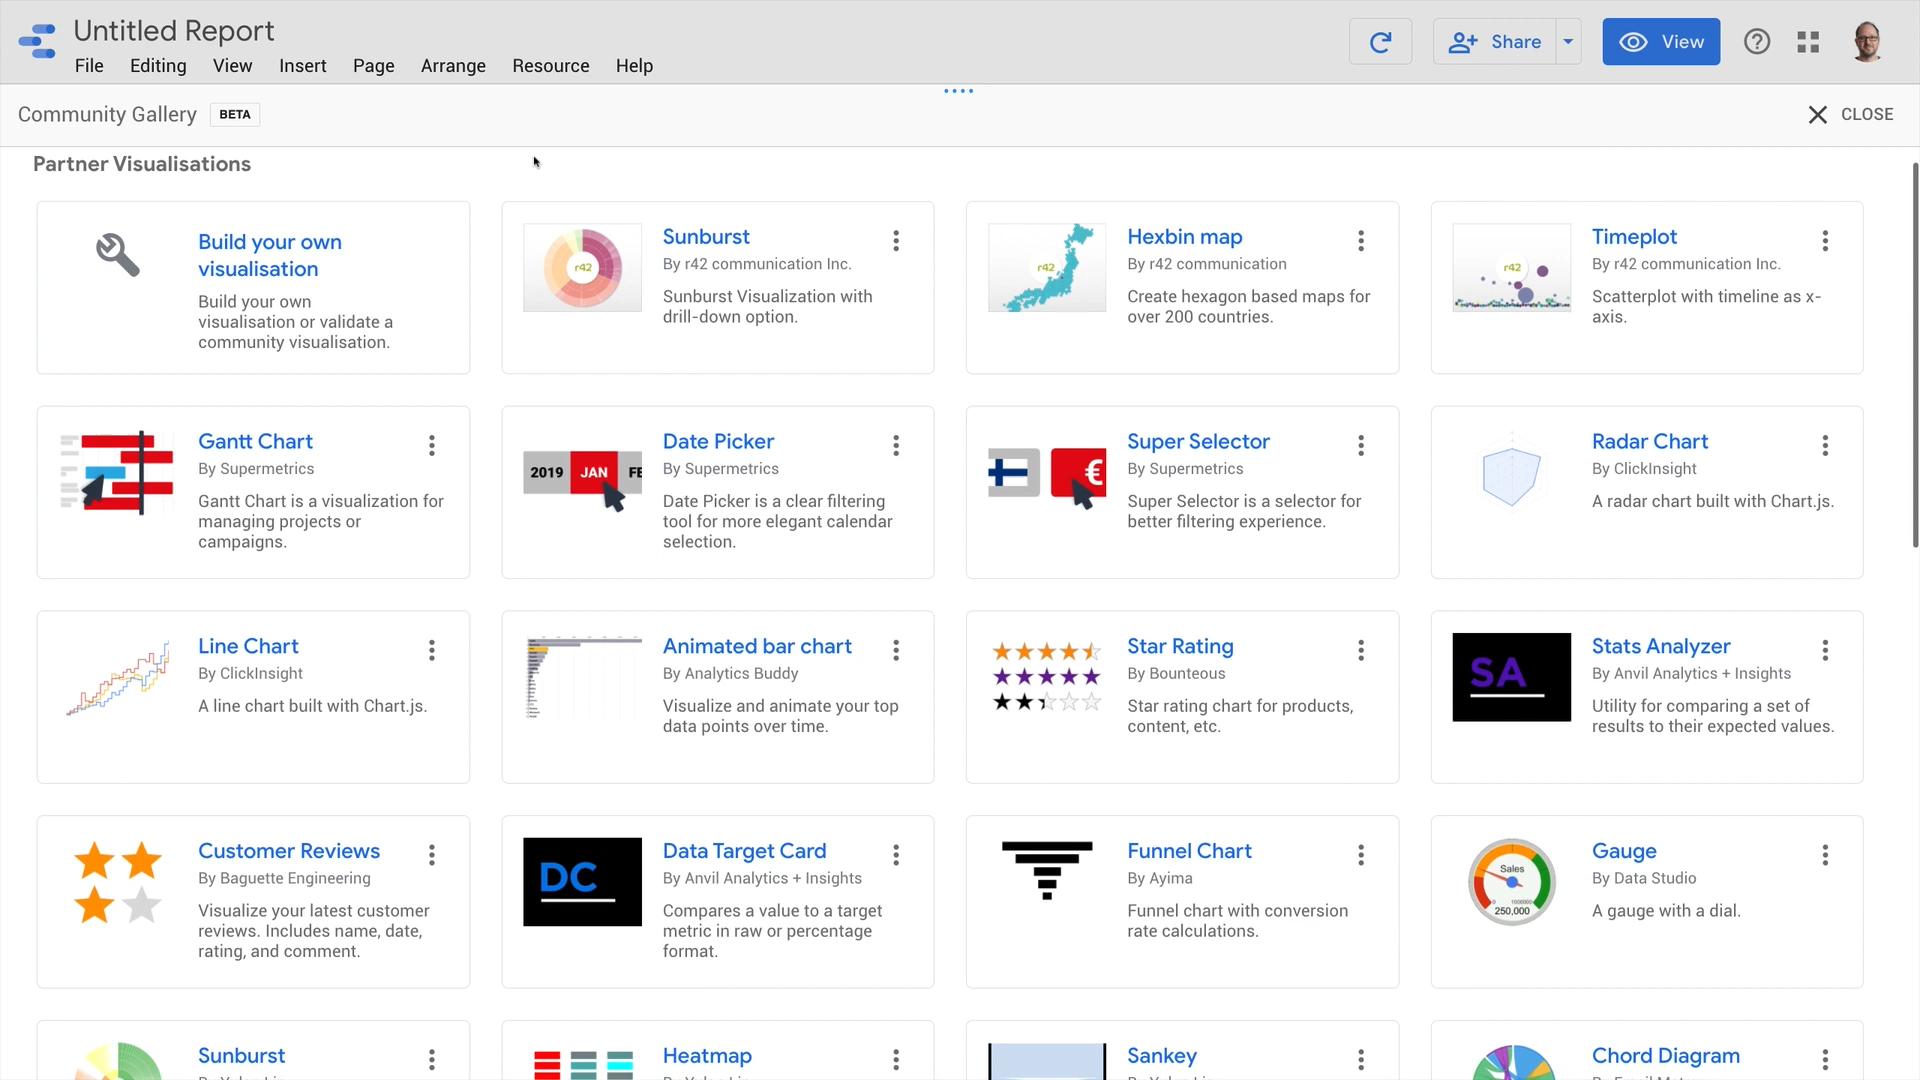 Untitled Report
File Editing View Insert Page Arrange Resource Help
Share
View
Community Gallery BETA
CLOSE
Partner Visualisations
Build your own
visualisation
Build your own
visualisation or validate a
community visualisation.
r42
Sunburst
By r42 communication Inc.
Sunburst Visualization with
drill-down option.
r42
Hexbin map
By r42 communication
Create hexagon based maps for
over 200 countries.
r42
Timeplot
By r42 communication Inc.
Scatterplot with timeline as x-
axis.
Gantt Chart
By Supermetrics
Gantt Chart is a visualization for
managing projects or
campaigns.
2019 JAN FE
Date Picker
By Supermetrics
Date Picker is a clear filtering
tool for more elegant calendar
selection.
€
Super Selector
By Supermetrics
Super Selector is a selector for
better filtering experience.
Radar Chart
By ClickInsight
A radar chart built with Chart.js.
Line Chart
By ClickInsight
A line chart built with Chart.js.
Animated bar chart
By Analytics Buddy
Visualize and animate your top
data points over time.
Star Rating
By Bounteous
Star rating chart for products,
content, etc.
SA
Stats Analyzer
By Anvil Analytics + Insights
Utility for comparing a set of
results to their expected values.
Customer Reviews
By Baguette Engineering
Visualize your latest customer
reviews. Includes name, date,
rating, and comment.
DC
Data Target Card
By Anvil Analytics + Insights
Compares a value to a target
metric in raw or percentage
format.
Funnel Chart
By Ayima
Funnel chart with conversion
rate calculations.
Sales
250,000
Gauge
By Data Studio
A gauge with a dial.
Sunburst
Heatmap
Sankey
Chord Diagram